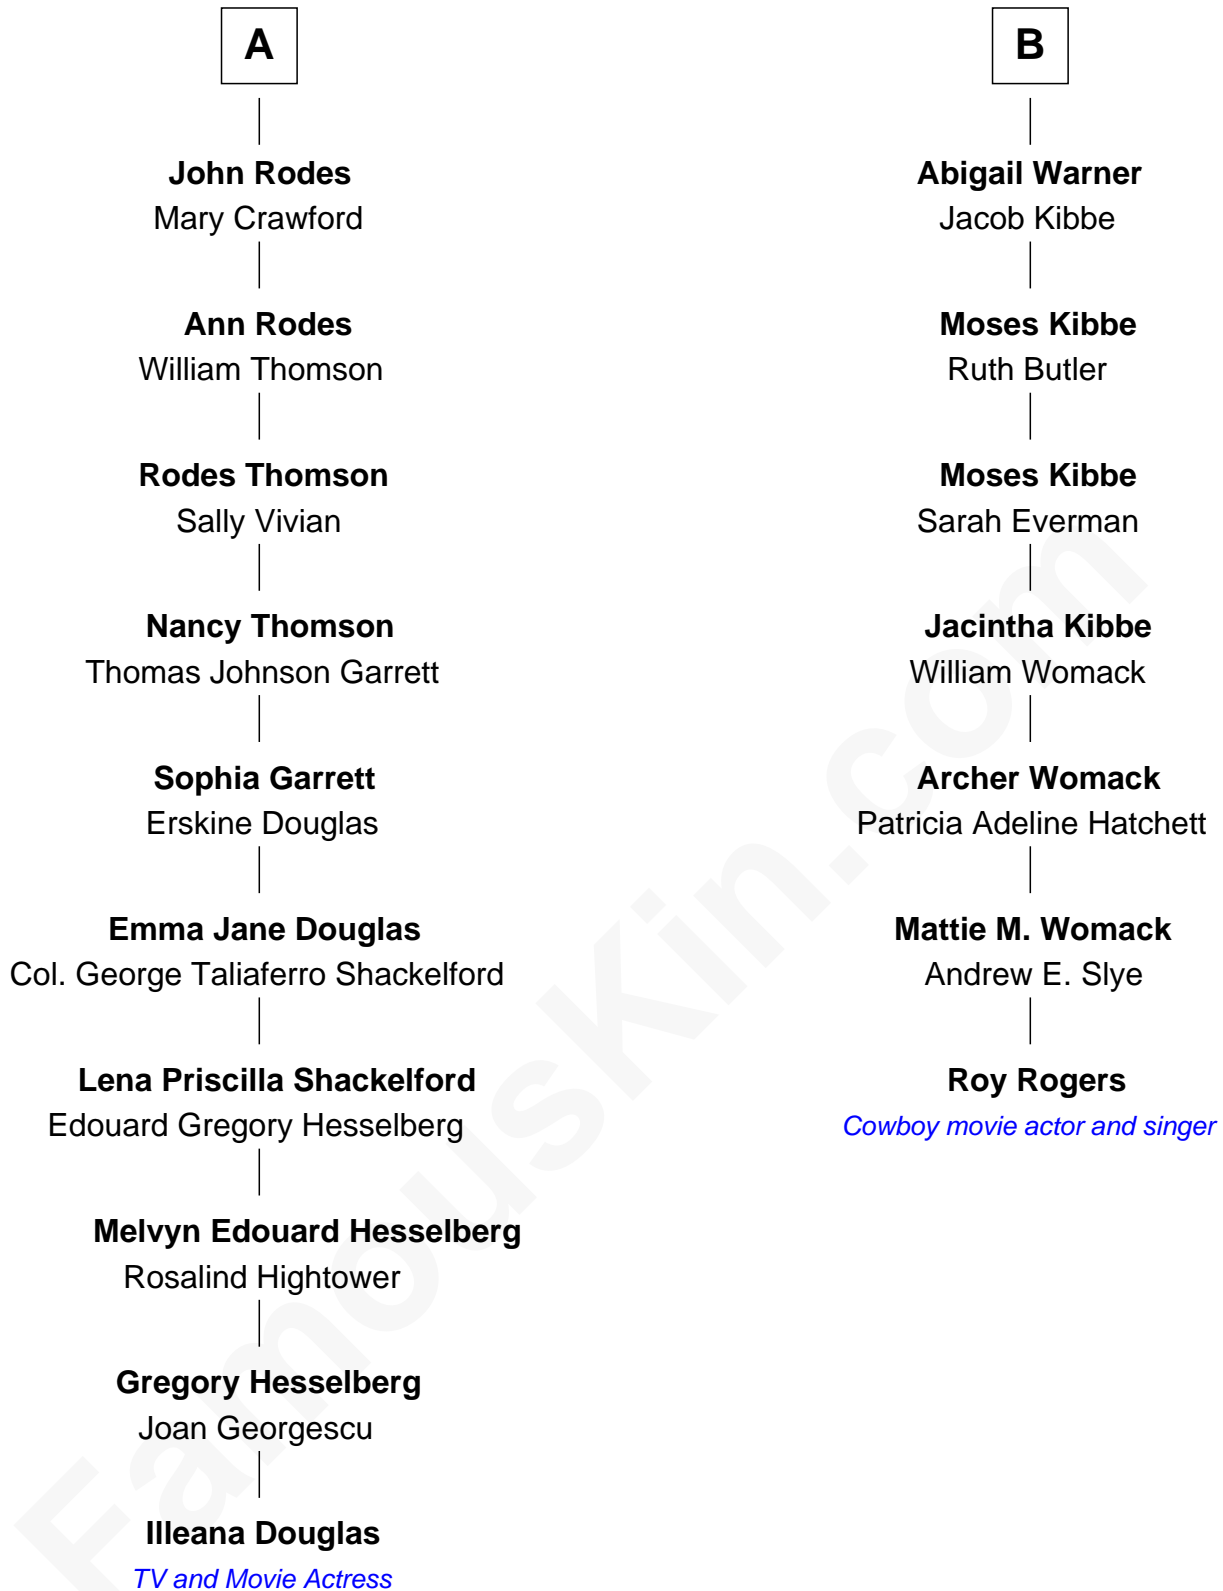 A
John Rodes
Mary Crawford
Ann Rodes
William Thomson
Rodes Thomson
Sally Vivian
Nancy Thomson
Thomas Johnson Garrett
Sophia Garrett
Erskine Douglas
Emma Jane Douglas
Col. George Taliaferro Shackelford
Lena Priscilla Shackelford
Edouard Gregory Hesselberg
Melvyn Edouard Hesselberg
Rosalind Hightower
Gregory Hesselberg
Joan Georgescu
Illeana Douglas
TV and Movie Actress
B
Abigail Warner
Jacob Kibbe
Moses Kibbe
Ruth Butler
Moses Kibbe
Sarah Everman
Jacintha Kibbe
William Womack
Archer Womack
Patricia Adeline Hatchett
Mattie M. Womack
Andrew E. Slye
Roy Rogers
Cowboy movie actor and singer
FamousKin.com